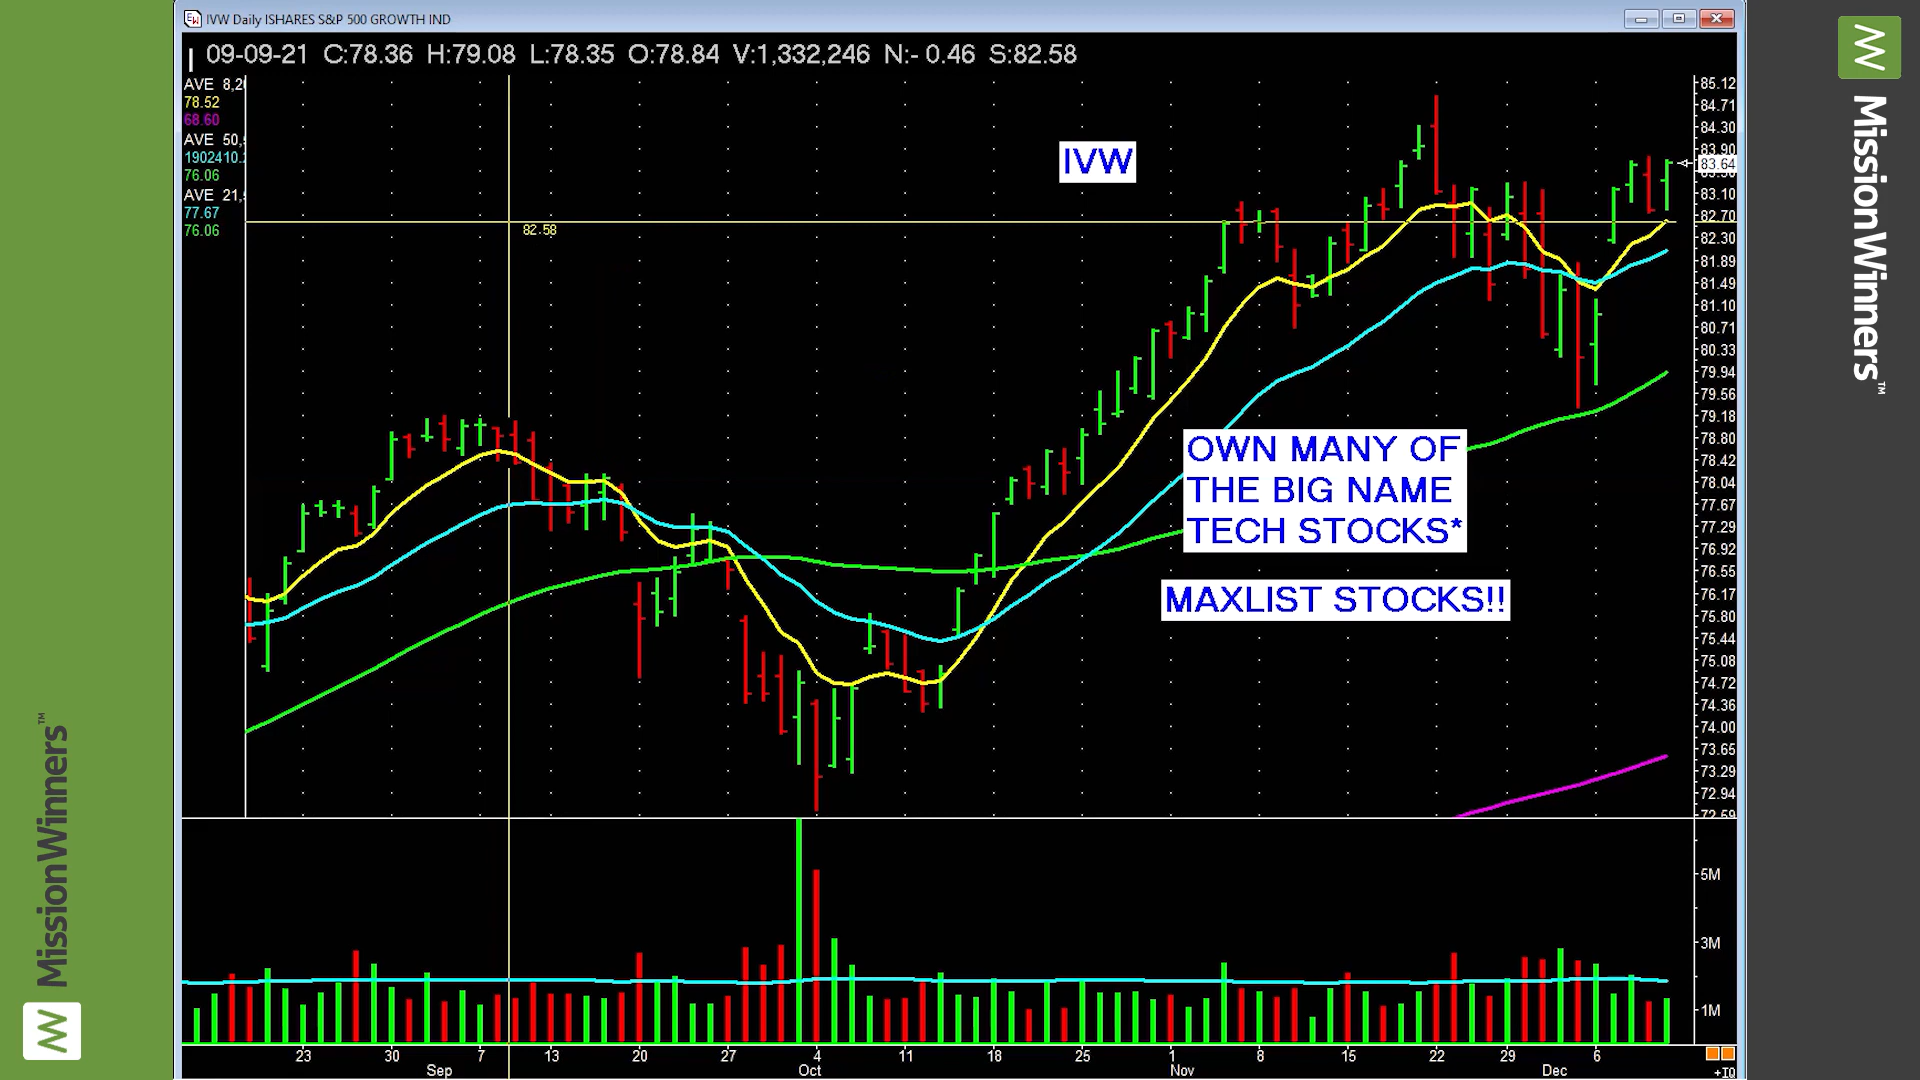 IVW Daily ISHARES S&P 500 GROWTH IND
09-09-21 C:78.36 H:79.08 L:78.35 O:78.84 V:1,332,246 N:- 0.46 S:82.58
AVE 8,20
78.52
68.60
AVE 50,
1902410.
76.06
AVE 21,
77.67
76.06
82.58
IVW
OWN MANY OF
THE BIG NAME
TECH STOCKS*
MAXLIST STOCKS!!
85.12
84.71
84.30
83.90
83.64
83.10
82.70
82.30
81.89
81.49
81.10
80.71
80.33
79.94
79.56
79.18
78.80
78.42
78.04
77.67
77.29
76.92
76.55
76.17
75.80
75.44
75.08
74.72
74.36
74.00
73.65
73.29
72.94
72.69
5M
3M
1M
23 30 7 13 20 27 4 11 18 25 1 8 15 22 29 6
Sep Oct Nov Dec
+IQ
MissionWinners™
MissionWinners™